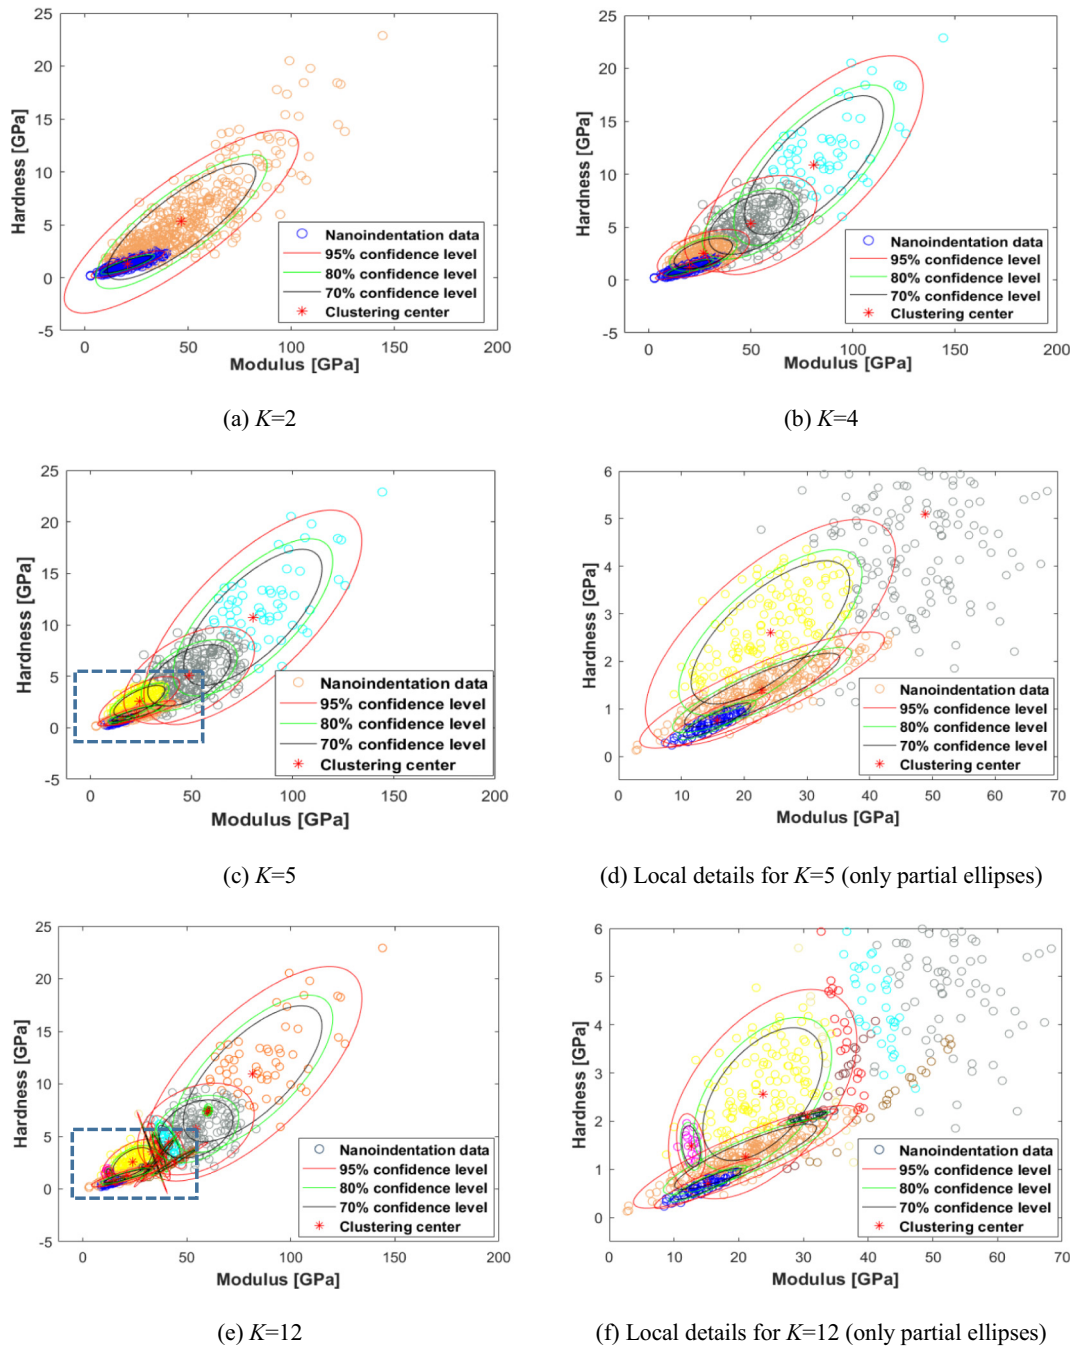 25
20
15
10
5
0
-5
Hardness [GPa]
Nanoindentation data
95% confidence level
80% confidence level
70% confidence level
Clustering center
0 50 100 150 200
Modulus [GPa]
(a) K=2
25
20
15
10
5
0
-5
Hardness [GPa]
Nanoindentation data
95% confidence level
80% confidence level
70% confidence level
Clustering center
0 50 100 150 200
Modulus [GPa]
(b) K=4
25
20
15
10
5
0
-5
Hardness [GPa]
Nanoindentation data
95% confidence level
80% confidence level
70% confidence level
Clustering center
0 50 100 150 200
Modulus [GPa]
(c) K=5
6
5
4
3
2
1
0
Hardness [GPa]
Nanoindentation data
95% confidence level
80% confidence level
70% confidence level
Clustering center
0 10 20 30 40 50 60 70
Modulus [GPa]
(d) Local details for K=5 (only partial ellipses)
25
20
15
10
5
0
-5
Hardness [GPa]
Nanoindentation data
95% confidence level
80% confidence level
70% confidence level
Clustering center
0 50 100 150 200
Modulus [GPa]
(e) K=12
6
5
4
3
2
1
0
Hardness [GPa]
Nanoindentation data
95% confidence level
80% confidence level
70% confidence level
Clustering center
0 10 20 30 40 50 60 70
Modulus [GPa]
(f) Local details for K=12 (only partial ellipses)